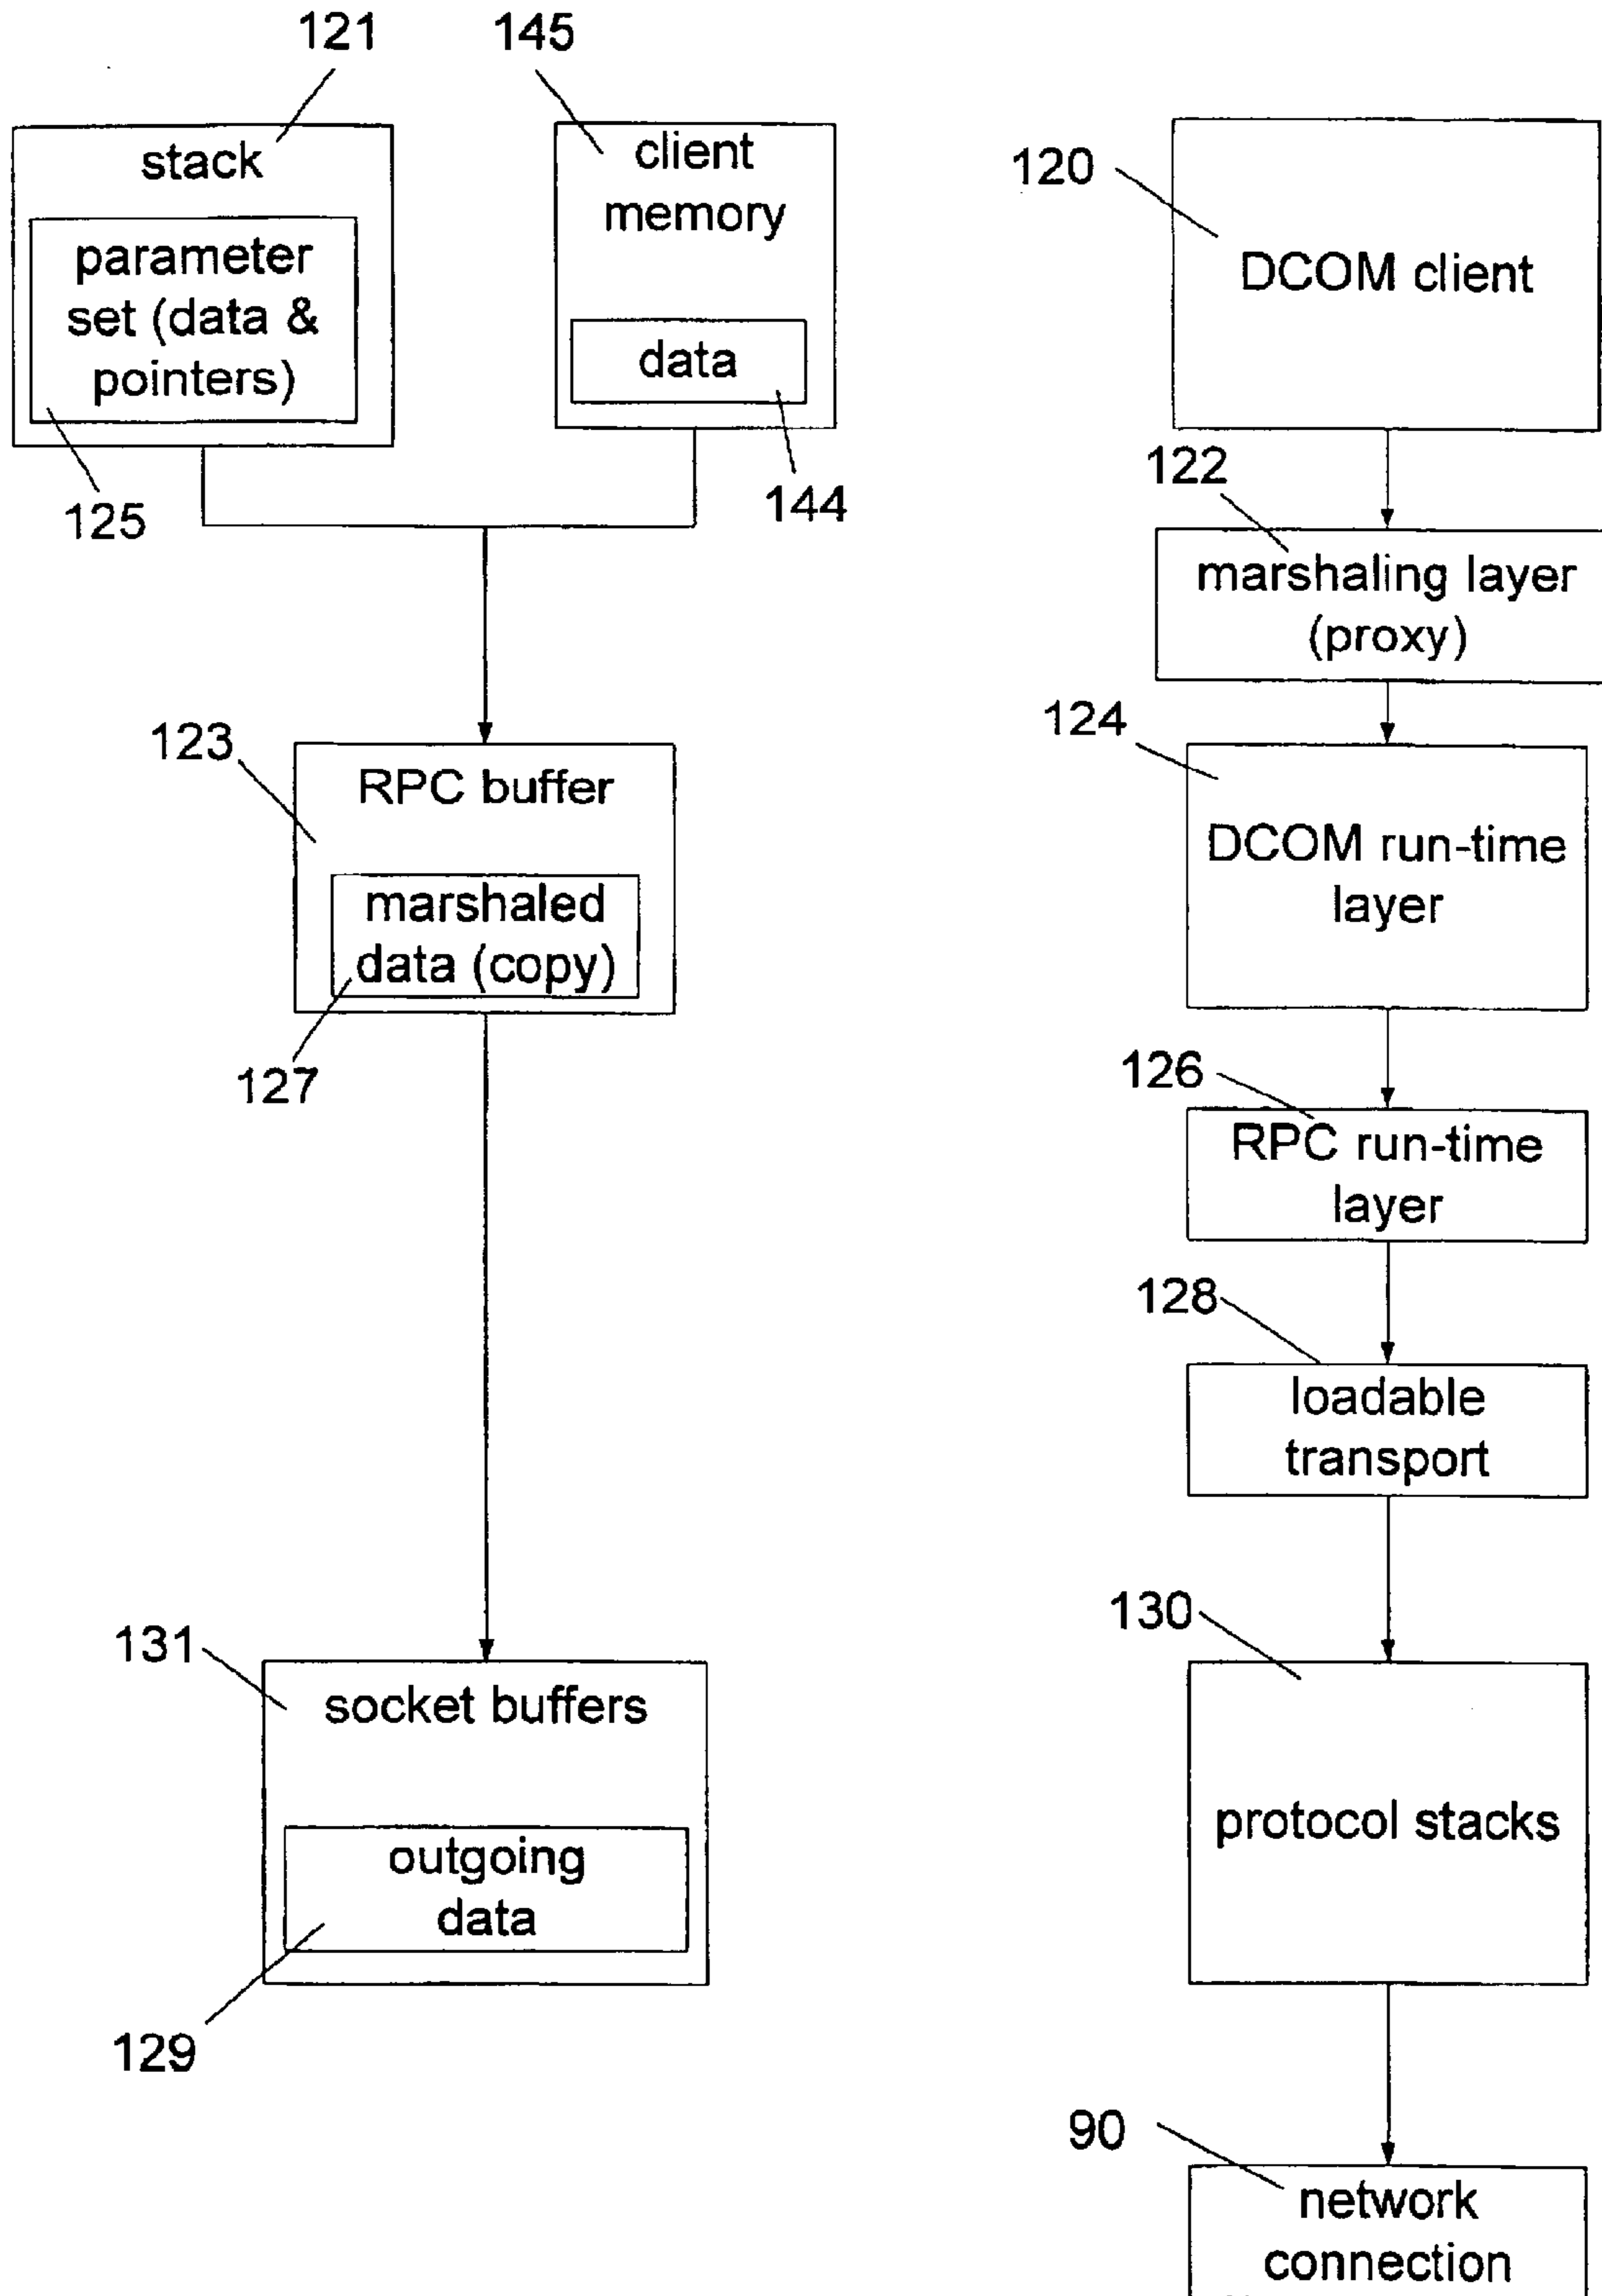 121
145
stack
parameter
set (data &
pointers)
125
client
memory
data
144
120
DCOM client
122
marshaling layer
(proxy)
123
RPC buffer
marshaled
data (copy)
127
124
DCOM run-time
layer
126
RPC run-time
layer
128
loadable
transport
131
socket buffers
outgoing
data
129
130
protocol stacks
90
network
connection